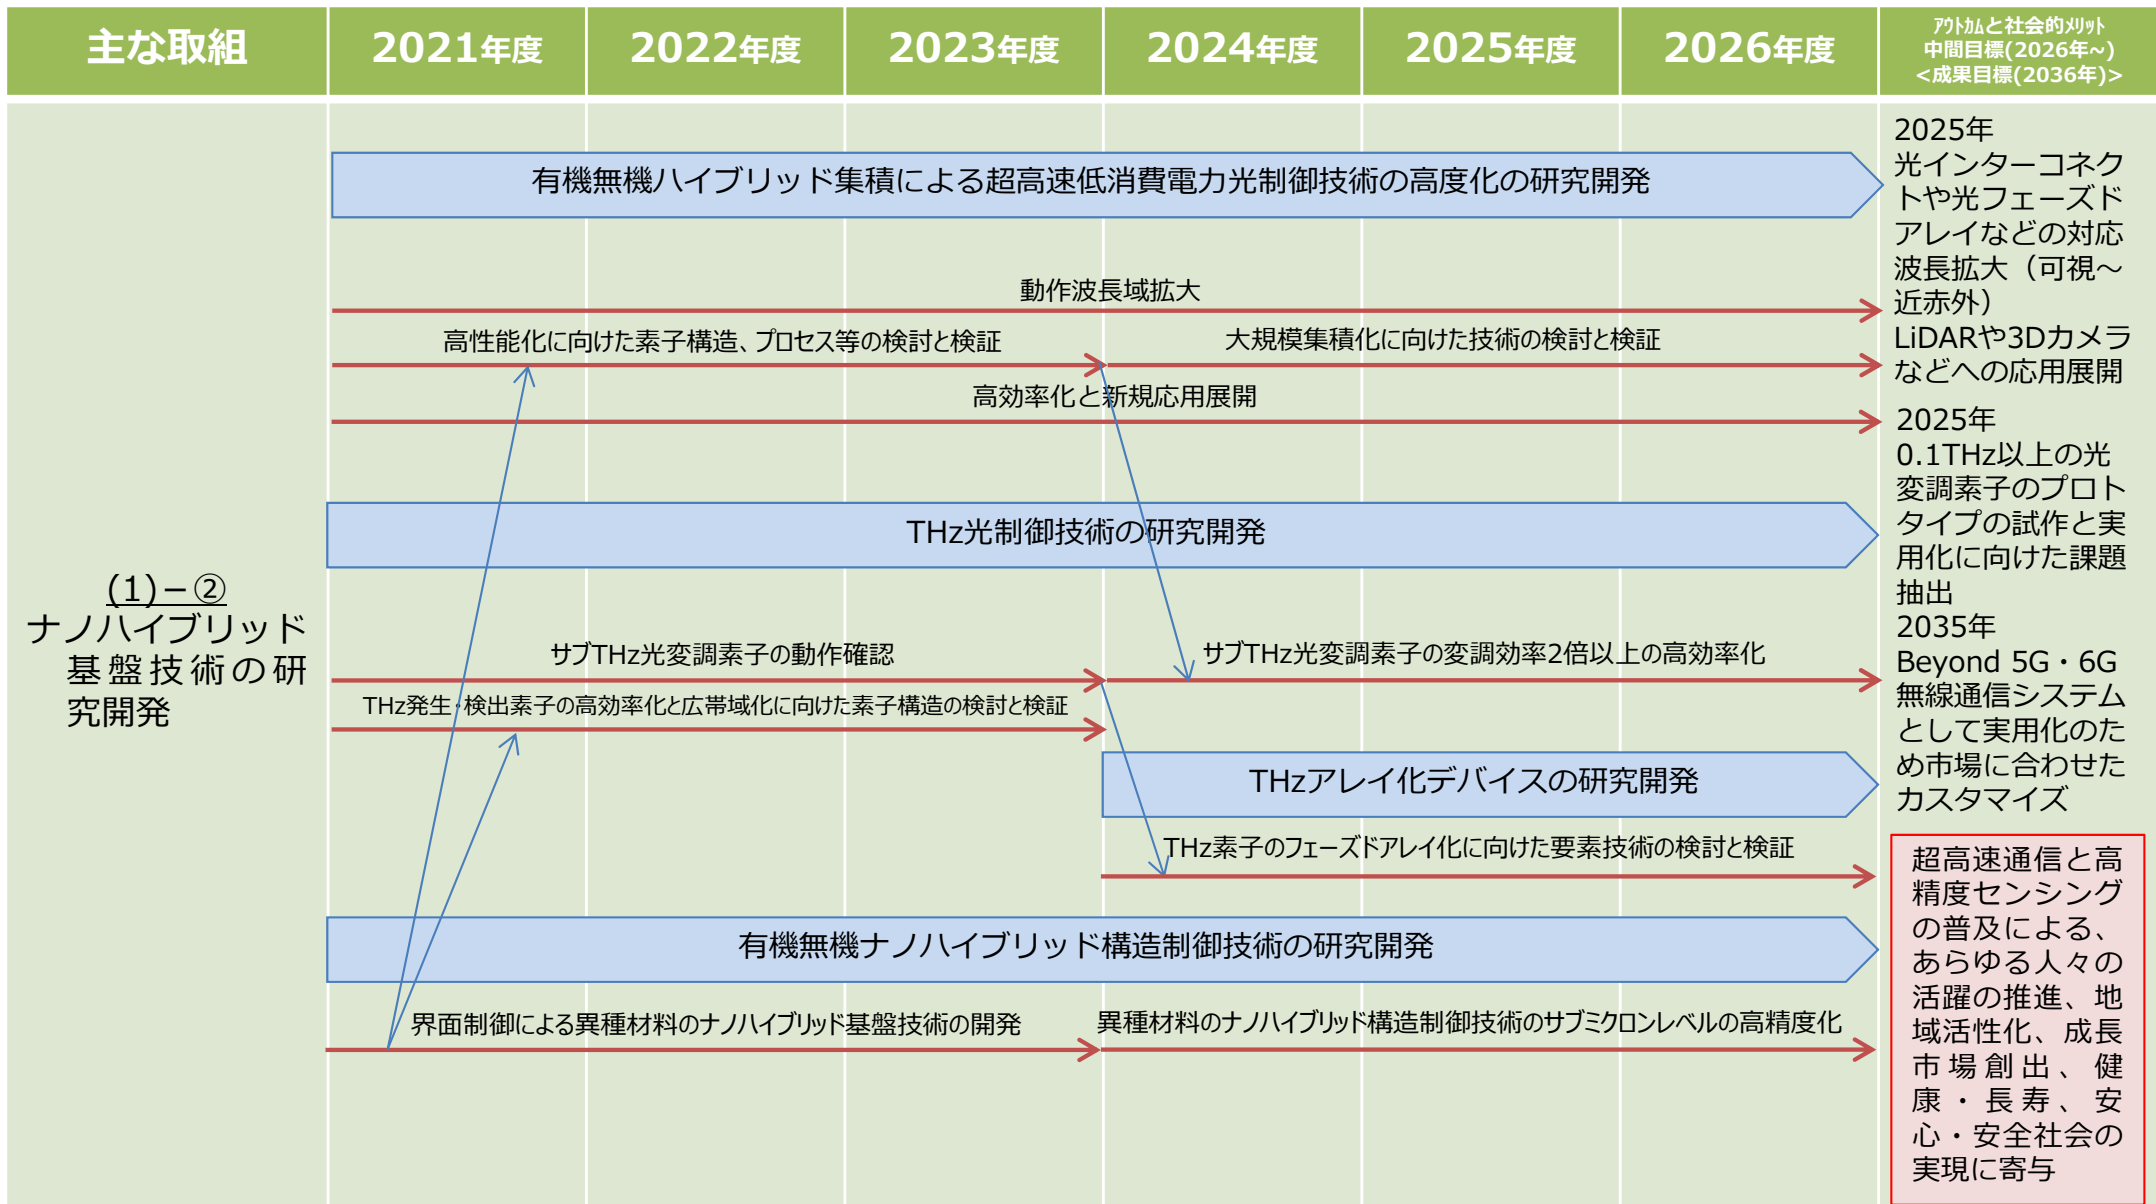 主な取組
2021年度
2022年度
2023年度
2024年度
2025年度
2026年度
ｱｳﾄｶﾑと社会的ﾒﾘｯﾄ
中間目標(2026年~)
<成果目標(2036年)>
(1)－②
ナノハイブリッド
基盤技術の研
究開発
有機無機ハイブリッド集積による超高速低消費電力光制御技術の高度化の研究開発
動作波長域拡大
高性能化に向けた素子構造、プロセス等の検討と検証
大規模集積化に向けた技術の検討と検証
高効率化と新規応用展開
THz光制御技術の研究開発
サブTHz光変調素子の動作確認
サブTHz光変調素子の変調効率2倍以上の高効率化
THz発生･検出素子の高効率化と広帯域化に向けた素子構造の検討と検証
THzアレイ化デバイスの研究開発
THz素子のフェーズドアレイ化に向けた要素技術の検討と検証
有機無機ナノハイブリッド構造制御技術の研究開発
界面制御による異種材料のナノハイブリッド基盤技術の開発
異種材料のナノハイブリッド構造制御技術のサブミクロンレベルの高精度化
2025年
光インターコネク
トや光フェーズド
アレイなどの対応
波長拡大（可視～
近赤外）
LiDARや3Dカメラ
などへの応用展開
2025年
0.1THz以上の光
変調素子のプロト
タイプの試作と実
用化に向けた課題
抽出
2035年
Beyond 5G・6G
無線通信システム
として実用化のた
め市場に合わせた
カスタマイズ
超高速通信と高
精度センシング
の普及による、
あらゆる人々の
活躍の推進、地
域活性化、成長
市場創出、健
康・長寿、安
心・安全社会の
実現に寄与